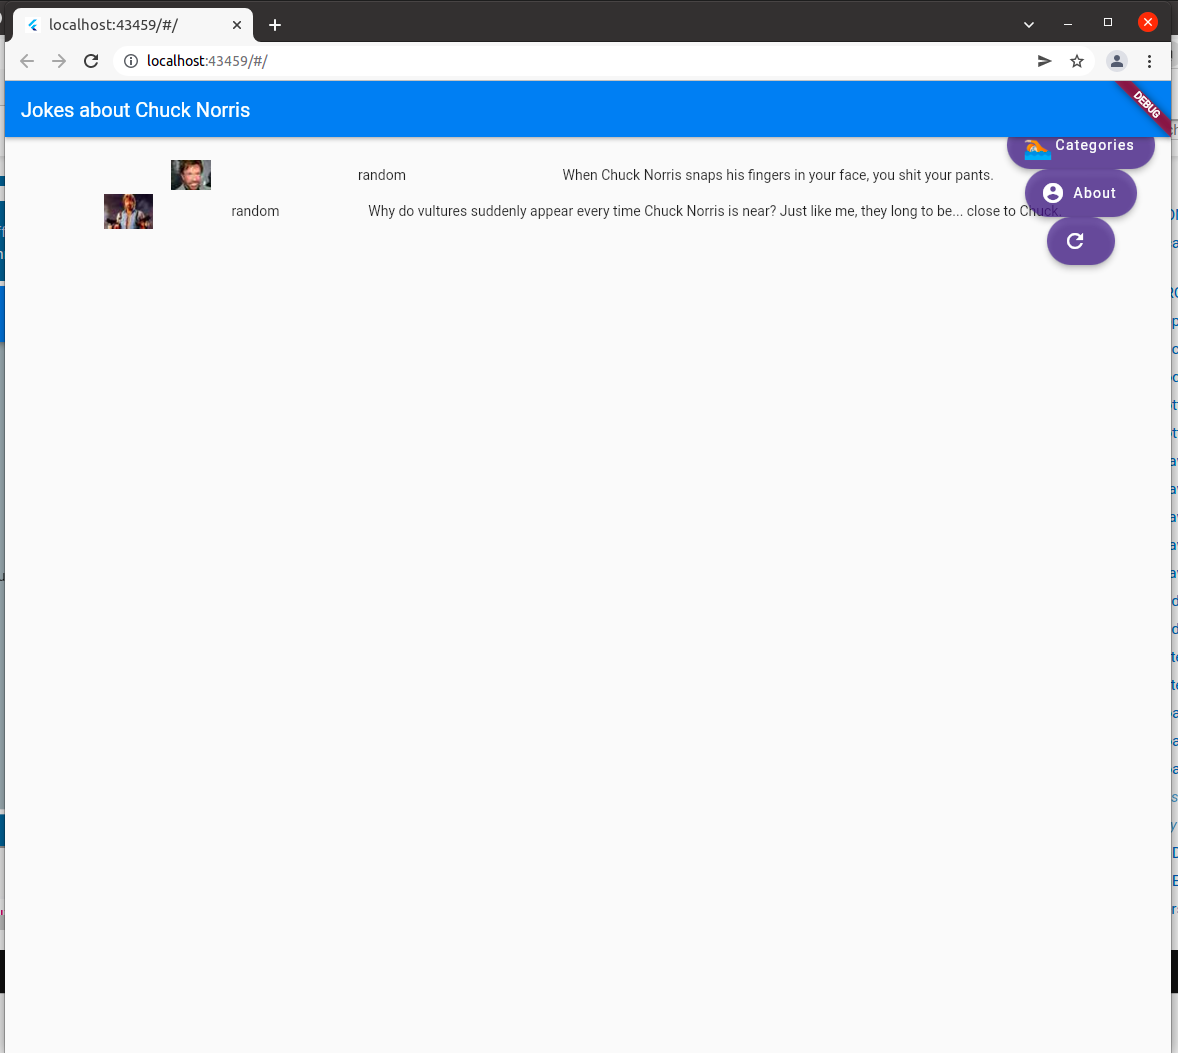 localhost:43459/#/
localhost:43459/#/
Jokes about Chuck Norris
DEBUG
Categories
random When Chuck Norris snaps his fingers in your face, you shit your pants.
About
random Why do vultures suddenly appear every time Chuck Norris is near? Just like me, they long to be... close to Chuck.